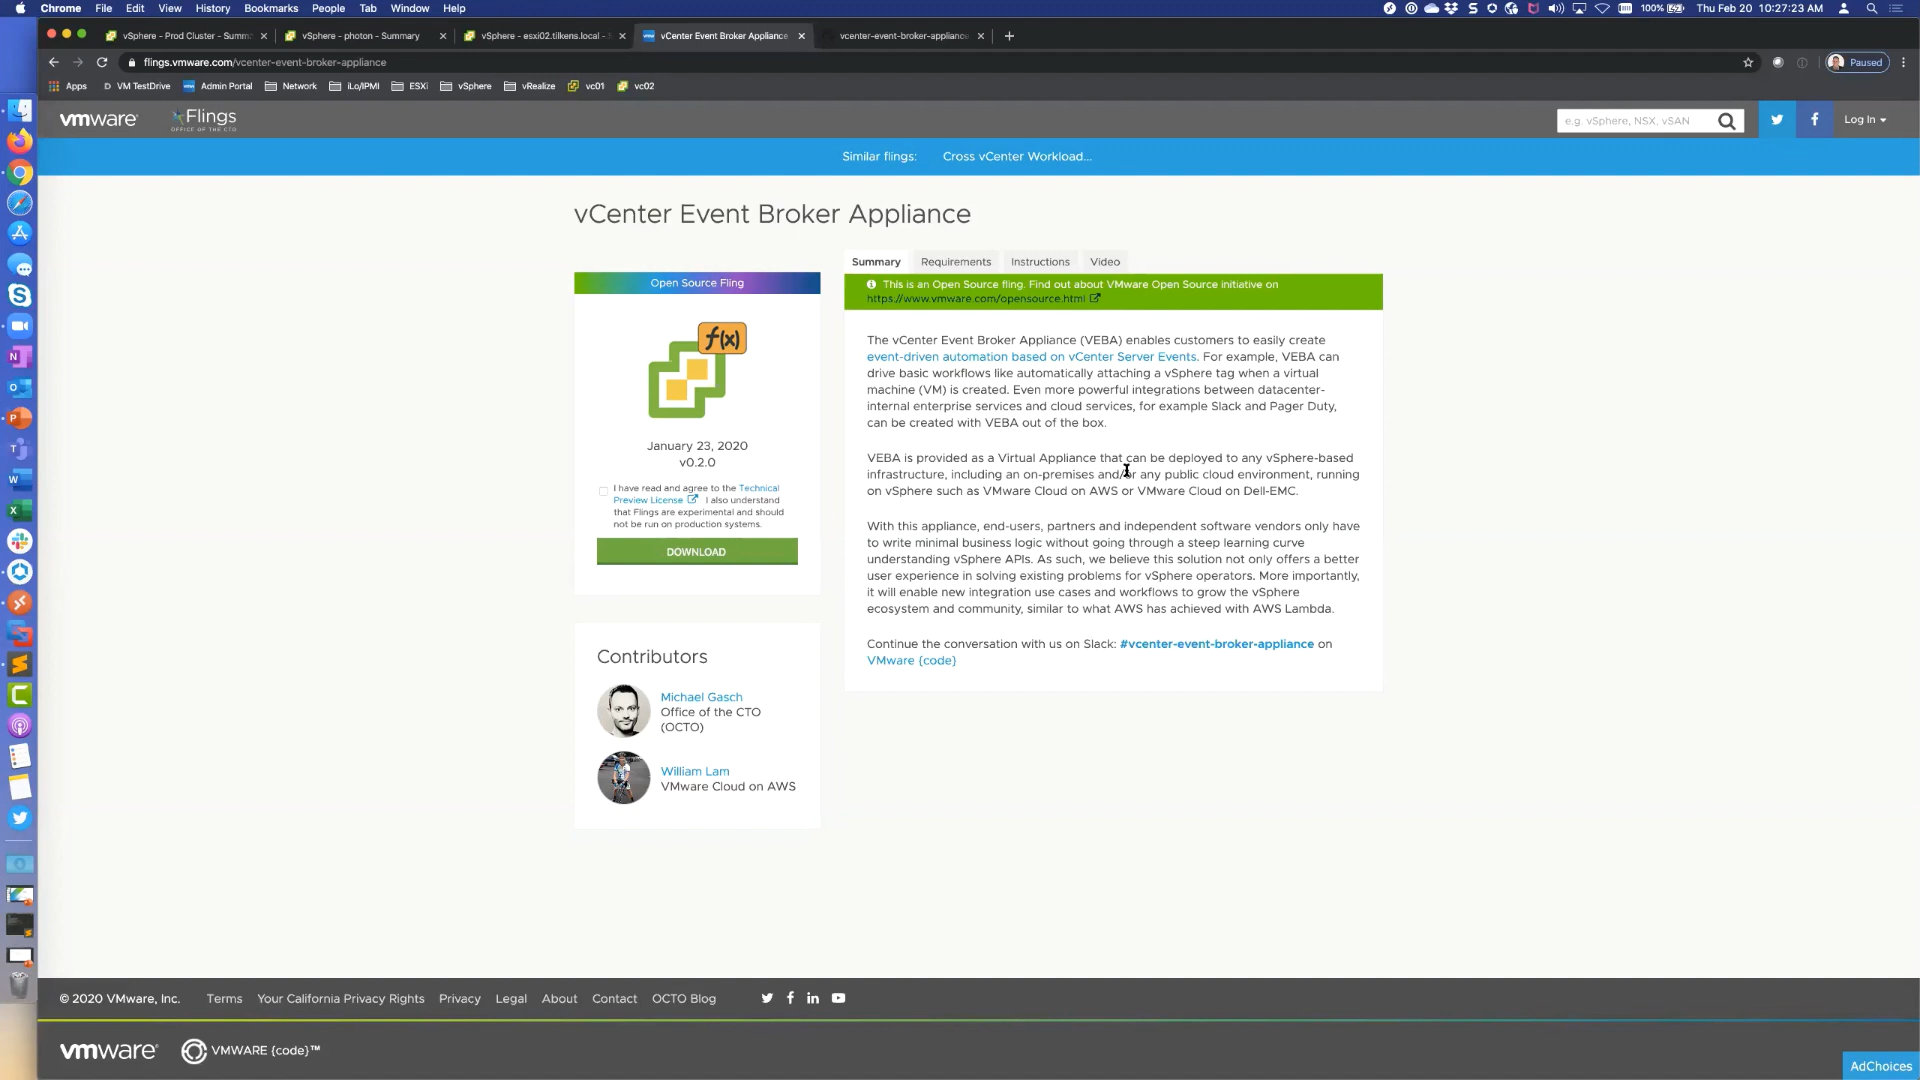 Chrome File Edit View History Bookmarks People Tab Window Help 100% Thu Feb 20 10:27:23 AM
vSphere - Prod Cluster - Summ vSphere - photon - Summary vSphere - esxi02.tilkens.local - vCenter Event Broker Appliance vcenter-event-broker-appliance
flings.vmware.com/vcenter-event-broker-appliance Paused
Apps VM TestDrive Admin Portal Network iLo/IPMI ESXi vSphere vRealize vc01 vc02
vmware Flings e.g. vSphere, NSX, vSAN Log In
OFFICE OF THE CTO
Similar flings: Cross vCenter Workload...
vCenter Event Broker Appliance
Summary Requirements Instructions Video
Open Source Fling
This is an Open Source fling. Find out about VMware Open Source initiative on
https://www.vmware.com/opensource.html
f(x)
January 23, 2020
v0.2.0
I have read and agree to the Technical
Preview License I also understand
that Flings are experimental and should
not be run on production systems.
DOWNLOAD
The vCenter Event Broker Appliance (VEBA) enables customers to easily create
event-driven automation based on vCenter Server Events. For example, VEBA can
drive basic workflows like automatically attaching a vSphere tag when a virtual
machine (VM) is created. Even more powerful integrations between datacenter-
internal enterprise services and cloud services, for example Slack and Pager Duty,
can be created with VEBA out of the box.
VEBA is provided as a Virtual Appliance that can be deployed to any vSphere-based
infrastructure, including an on-premises and/or any public cloud environment, running
on vSphere such as VMware Cloud on AWS or VMware Cloud on Dell-EMC.
With this appliance, end-users, partners and independent software vendors only have
to write minimal business logic without going through a steep learning curve
understanding vSphere APIs. As such, we believe this solution not only offers a better
user experience in solving existing problems for vSphere operators. More importantly,
it will enable new integration use cases and workflows to grow the vSphere
ecosystem and community, similar to what AWS has achieved with AWS Lambda.
Continue the conversation with us on Slack: #vcenter-event-broker-appliance on
VMware {code}
Contributors
Michael Gasch
Office of the CTO
(OCTO)
William Lam
VMware Cloud on AWS
© 2020 VMware, Inc. Terms Your California Privacy Rights Privacy Legal About Contact OCTO Blog
vmware VMWARE {code}™
AdChoices